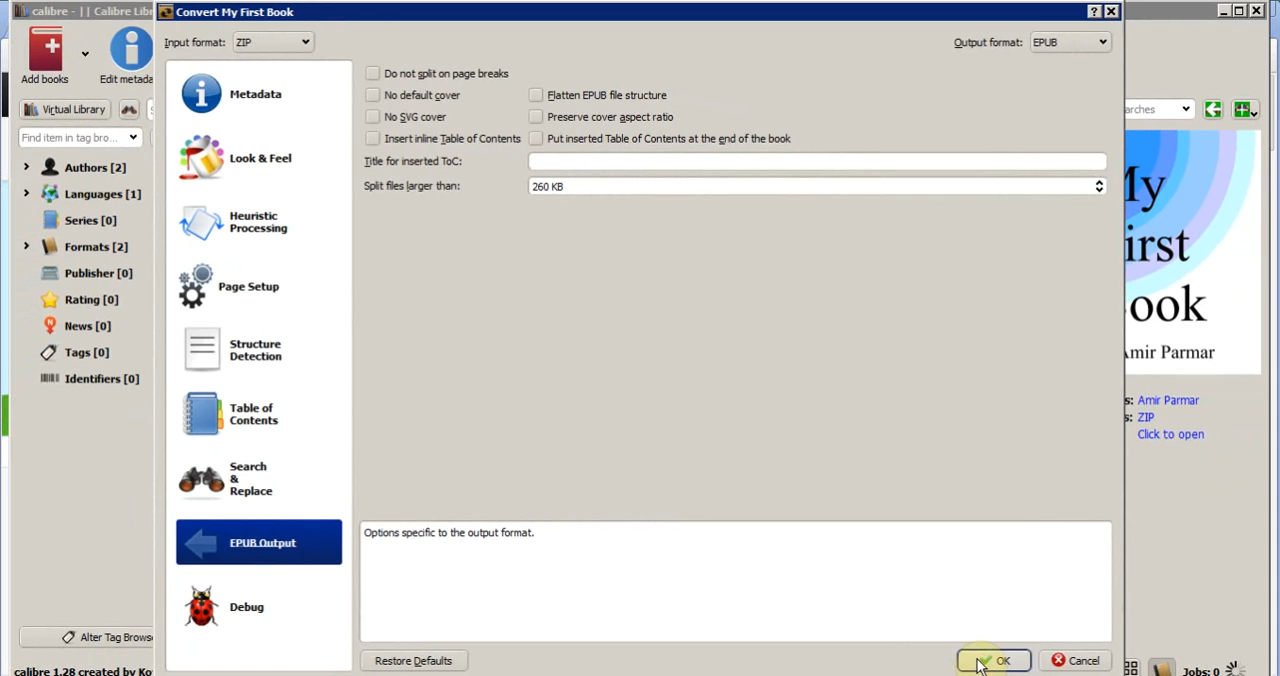 calibre - || Calibre Libr
Convert My First Book
Input format: ZIP
Output format: EPUB
Add books
Edit metada
Virtual Library
earches
Find item in tag bro...
Authors [2]
Languages [1]
Series [0]
Formats [2]
Publisher [0]
Rating [0]
News [0]
Tags [0]
Identifiers [0]
Alter Tag Browse
calibre 1.28 created by Ko
Metadata
Look & Feel
Heuristic
Processing
Page Setup
Structure
Detection
Table of
Contents
Search
&
Replace
EPUB Output
Debug
Do not split on page breaks
No default cover
Flatten EPUB file structure
No SVG cover
Preserve cover aspect ratio
Insert inline Table of Contents
Put inserted Table of Contents at the end of the book
Title for inserted ToC:
Split files larger than: 260 KB
Options specific to the output format.
Restore Defaults
OK
Cancel
My
First
Book
Amir Parmar
s: Amir Parmar
s: ZIP
Click to open
Jobs: 0